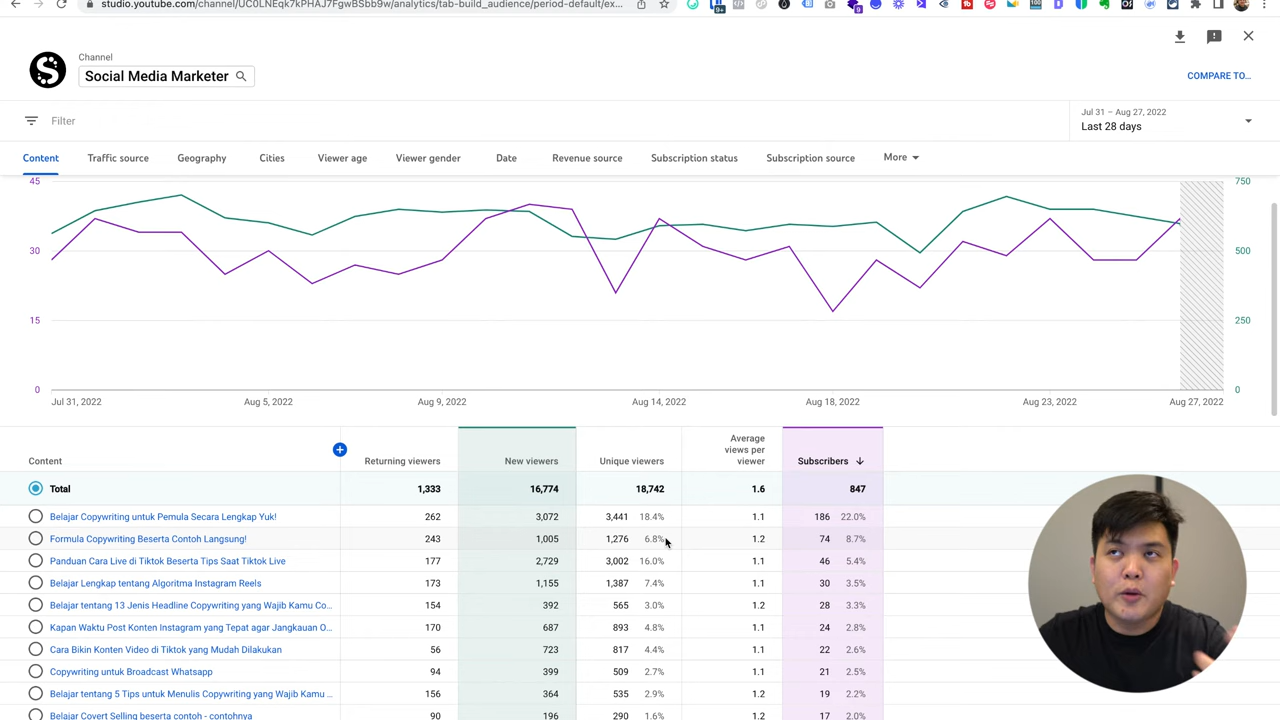 studio.youtube.com/channel/UC0LNEqk7kPHAJ7FgwBSbb9w/analytics/tab-build_audience/period-default/ex...
Channel
Social Media Marketer
COMPARE TO...
Filter
Jul 31 – Aug 27, 2022
Last 28 days
Content Traffic source Geography Cities Viewer age Viewer gender Date Revenue source Subscription status Subscription source More
45 750
30 500
15 250
0 0
Jul 31, 2022 Aug 5, 2022 Aug 9, 2022 Aug 14, 2022 Aug 18, 2022 Aug 23, 2022 Aug 27, 2022
Content Returning viewers New viewers Unique viewers Average views per viewer Subscribers
Total 1,333 16,774 18,742 1.6 847
Belajar Copywriting untuk Pemula Secara Lengkap Yuk! 262 3,072 3,441 18.4% 1.1 186 22.0%
Formula Copywriting Beserta Contoh Langsung! 243 1,005 1,276 6.8% 1.2 74 8.7%
Panduan Cara Live di Tiktok Beserta Tips Saat Tiktok Live 177 2,729 3,002 16.0% 1.1 46 5.4%
Belajar Lengkap tentang Algoritma Instagram Reels 173 1,155 1,387 7.4% 1.1 30 3.5%
Belajar tentang 13 Jenis Headline Copywriting yang Wajib Kamu Co... 154 392 565 3.0% 1.2 28 3.3%
Kapan Waktu Post Konten Instagram yang Tepat agar Jangkauan O... 170 687 893 4.8% 1.1 24 2.8%
Cara Bikin Konten Video di Tiktok yang Mudah Dilakukan 56 723 817 4.4% 1.1 22 2.6%
Copywriting untuk Broadcast Whatsapp 94 399 509 2.7% 1.1 21 2.5%
Belajar tentang 5 Tips untuk Menulis Copywriting yang Wajib Kamu ... 156 364 535 2.9% 1.2 19 2.2%
Belajar Covert Selling beserta contoh - contohnya 90 196 290 1.6% 1.2 17 2.0%